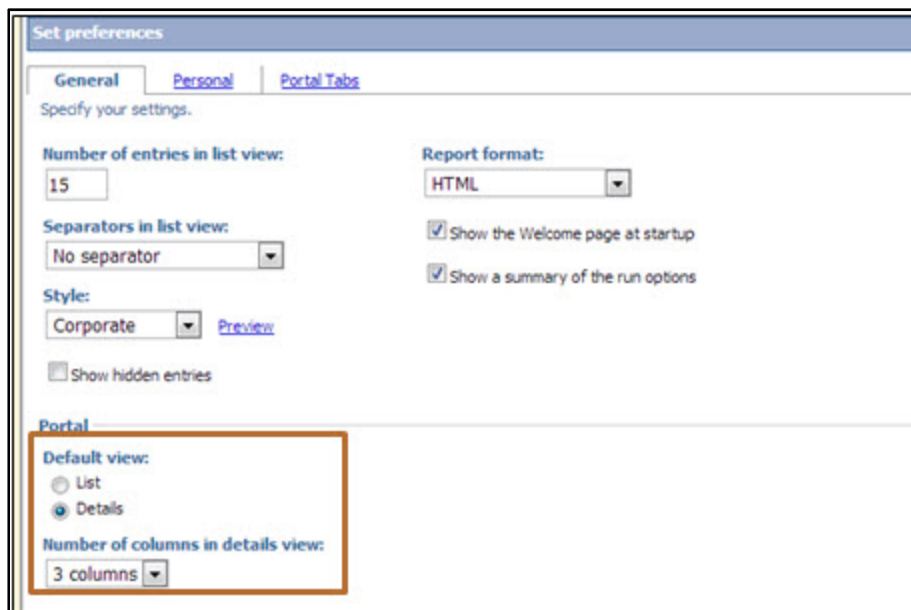 Set preferences
General Personal Portal Tabs
Specify your settings.
Number of entries in list view:
15
Separators in list view:
No separator
Style:
Corporate Preview
Show hidden entries
Report format:
HTML
Show the Welcome page at startup
Show a summary of the run options
Portal
Default view:
List
Details
Number of columns in details view:
3 columns